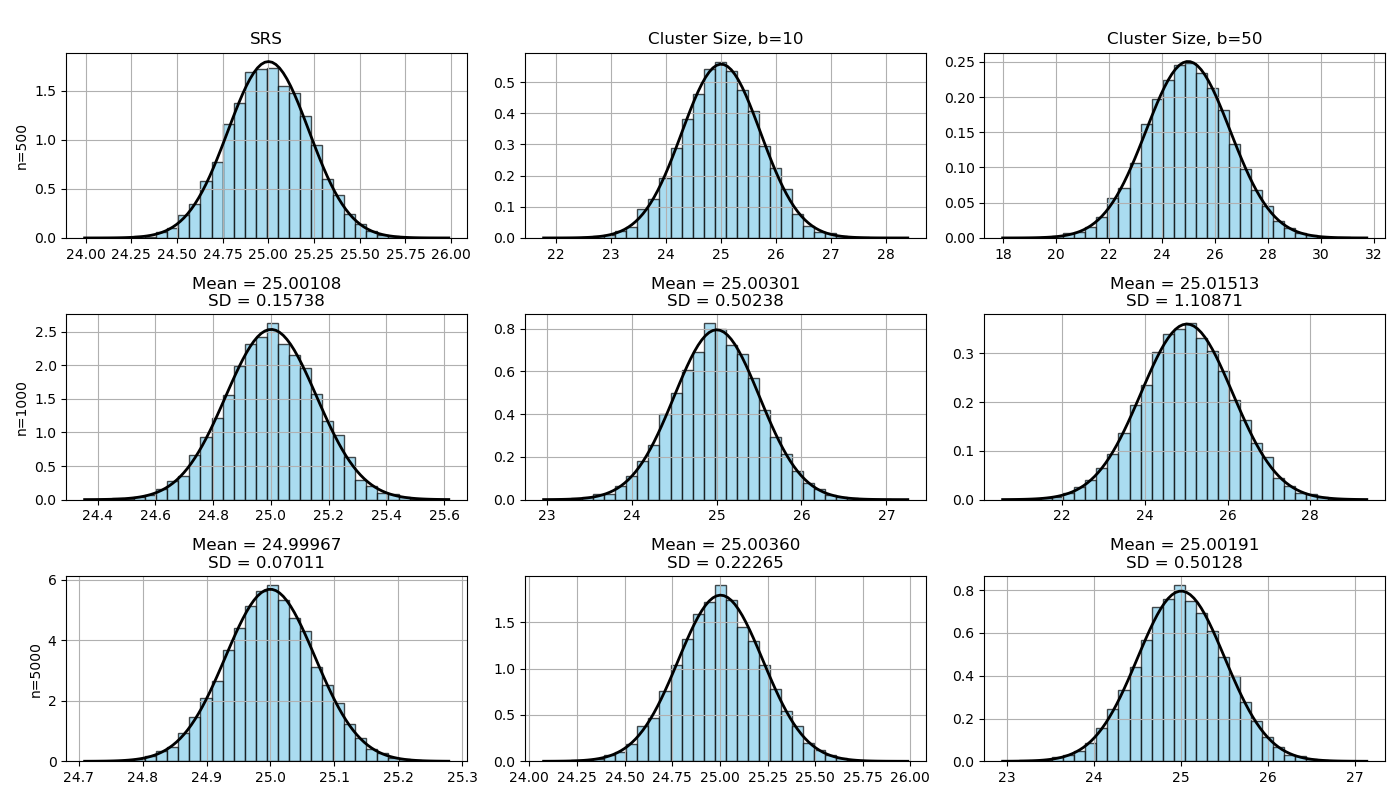 SRS
Cluster Size, b=10
Cluster Size, b=50
n=500
1.5
1.0
0.5
0.0
24.00 24.25 24.50 24.75 25.00 25.25 25.50 25.75 26.00
0.5
0.4
0.3
0.2
0.1
0.0
22 23 24 25 26 27 28
0.25
0.20
0.15
0.10
0.05
0.00
18 20 22 24 26 28 30 32
Mean = 25.00108
SD = 0.15738
Mean = 25.00301
SD = 0.50238
Mean = 25.01513
SD = 1.10871
n=1000
2.5
2.0
1.5
1.0
0.5
0.0
24.4 24.6 24.8 25.0 25.2 25.4 25.6
0.8
0.6
0.4
0.2
0.0
23 24 25 26 27
0.3
0.2
0.1
0.0
22 24 26 28
Mean = 24.99967
SD = 0.07011
Mean = 25.00360
SD = 0.22265
Mean = 25.00191
SD = 0.50128
n=5000
6
4
2
0
24.7 24.8 24.9 25.0 25.1 25.2 25.3
1.5
1.0
0.5
0.0
24.00 24.25 24.50 24.75 25.00 25.25 25.50 25.75 26.00
0.8
0.6
0.4
0.2
0.0
23 24 25 26 27